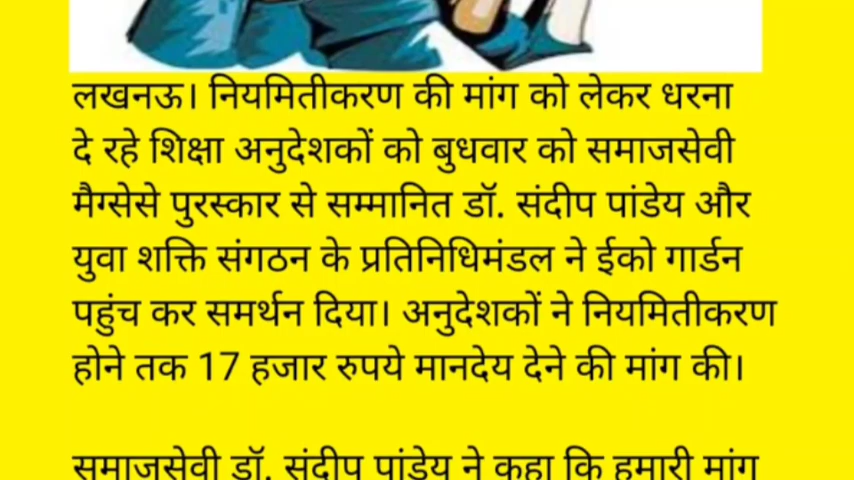 लखनऊ। नियमितीकरण की मांग को लेकर धरना
दे रहे शिक्षा अनुदेशकों को बुधवार को समाजसेवी
मैग्सेसे पुरस्कार से सम्मानित डॉ. संदीप पांडेय और
युवा शक्ति संगठन के प्रतिनिधिमंडल ने ईको गार्डन
पहुंच कर समर्थन दिया। अनुदेशकों ने नियमितीकरण
होने तक 17 हजार रुपये मानदेय देने की मांग की।
समाजसेवी डॉ. संदीप पांडेय ने कहा कि हमारी मांग